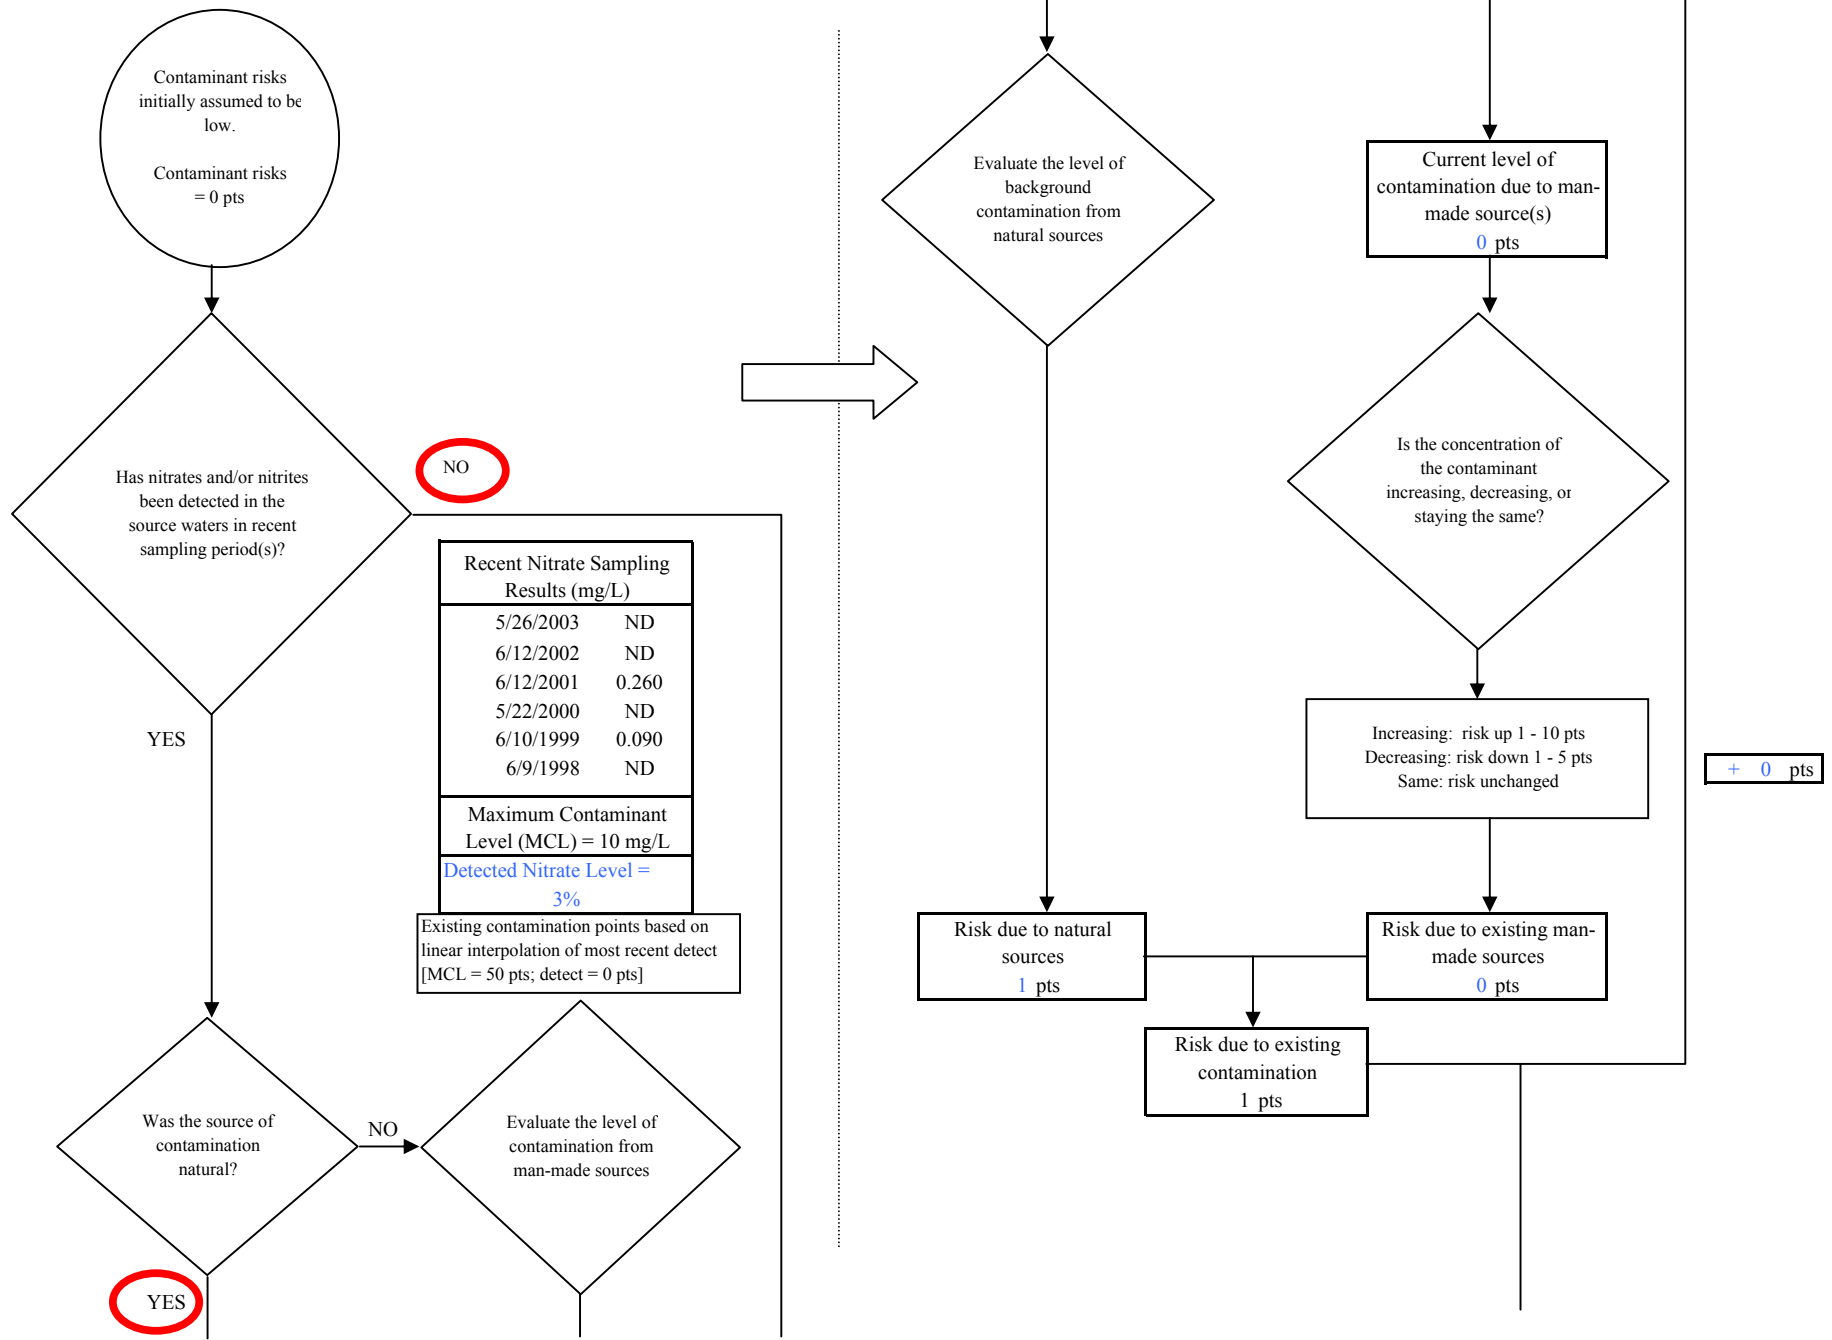 Contaminant risks
initially assumed to be
low.
Contaminant risks
= 0 pts
Has nitrates and/or nitrites
been detected in the
source waters in recent
sampling period(s)?
NO
YES
Recent Nitrate Sampling
Results (mg/L)
5/26/2003 ND
6/12/2002 ND
6/12/2001 0.260
5/22/2000 ND
6/10/1999 0.090
6/9/1998 ND
Maximum Contaminant
Level (MCL) = 10 mg/L
Detected Nitrate Level =
3%
Existing contamination points based on
linear interpolation of most recent detect
[MCL = 50 pts; detect = 0 pts]
Was the source of
contamination
natural?
NO
YES
Evaluate the level of
contamination from
man-made sources
Evaluate the level of
background
contamination from
natural sources
Current level of
contamination due to man-
made source(s)
0 pts
Is the concentration of
the contaminant
increasing, decreasing, or
staying the same?
Increasing: risk up 1 - 10 pts
Decreasing: risk down 1 - 5 pts
Same: risk unchanged
+ 0 pts
Risk due to natural
sources
1 pts
Risk due to existing man-
made sources
0 pts
Risk due to existing
contamination
1 pts